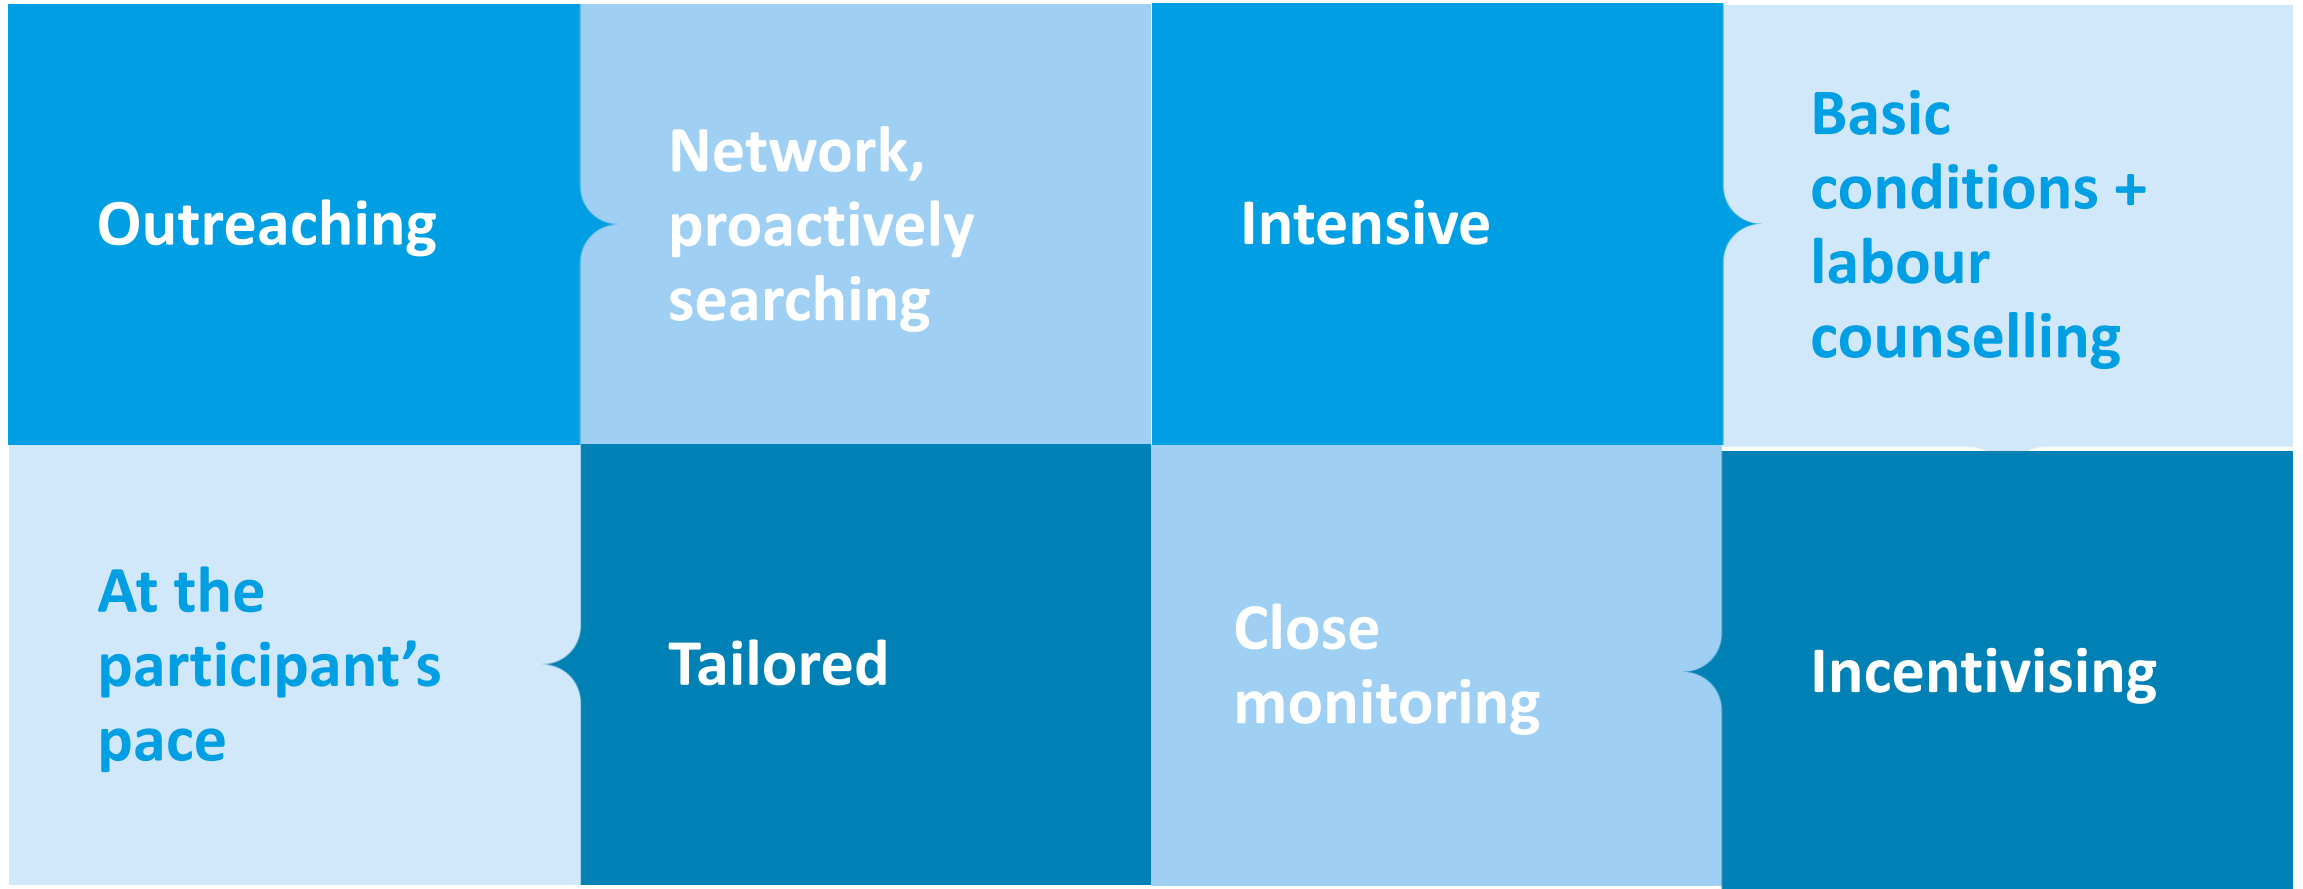 Outreaching
Network,
proactively
searching
Intensive
Basic
conditions +
labour
counselling
At the
participant’s
pace
Tailored
Close
monitoring
Incentivising